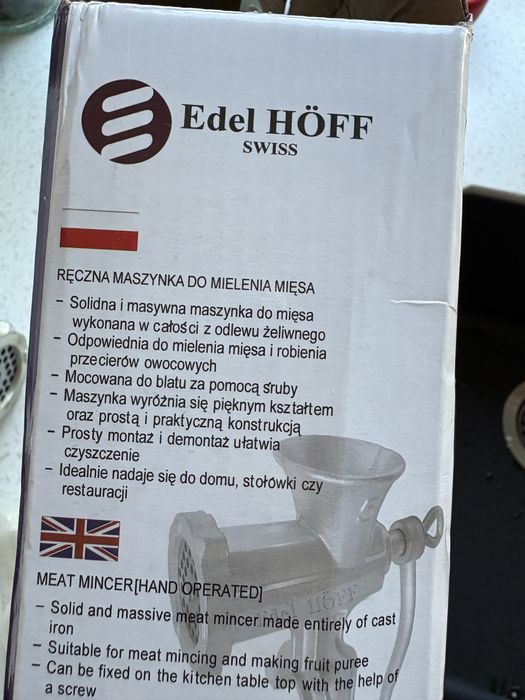 Edel HÖFF
SWISS
RĘCZNA MASZYNKA DO MIELENIA MIĘSA
– Solidna i masywna maszynka do mięsa
wykonana w całości z odlewu żeliwnego
– Odpowiednia do mielenia mięsa i robienia
przecierów owocowych
– Mocowana do blatu za pomocą śruby
– Maszynka wyróżnia się pięknym kształtem
oraz prostą i praktyczną konstrukcją
– Prosty montaż i demontaż ułatwia
czyszczenie
– Idealnie nadaje się do domu, stołówki czy
restauracji
MEAT MINCER[HAND OPERATED]
– Solid and massive meat mincer made entirely of cast
iron
– Suitable for meat mincing and making fruit puree
– Can be fixed on the kitchen table top with the help of
a screw